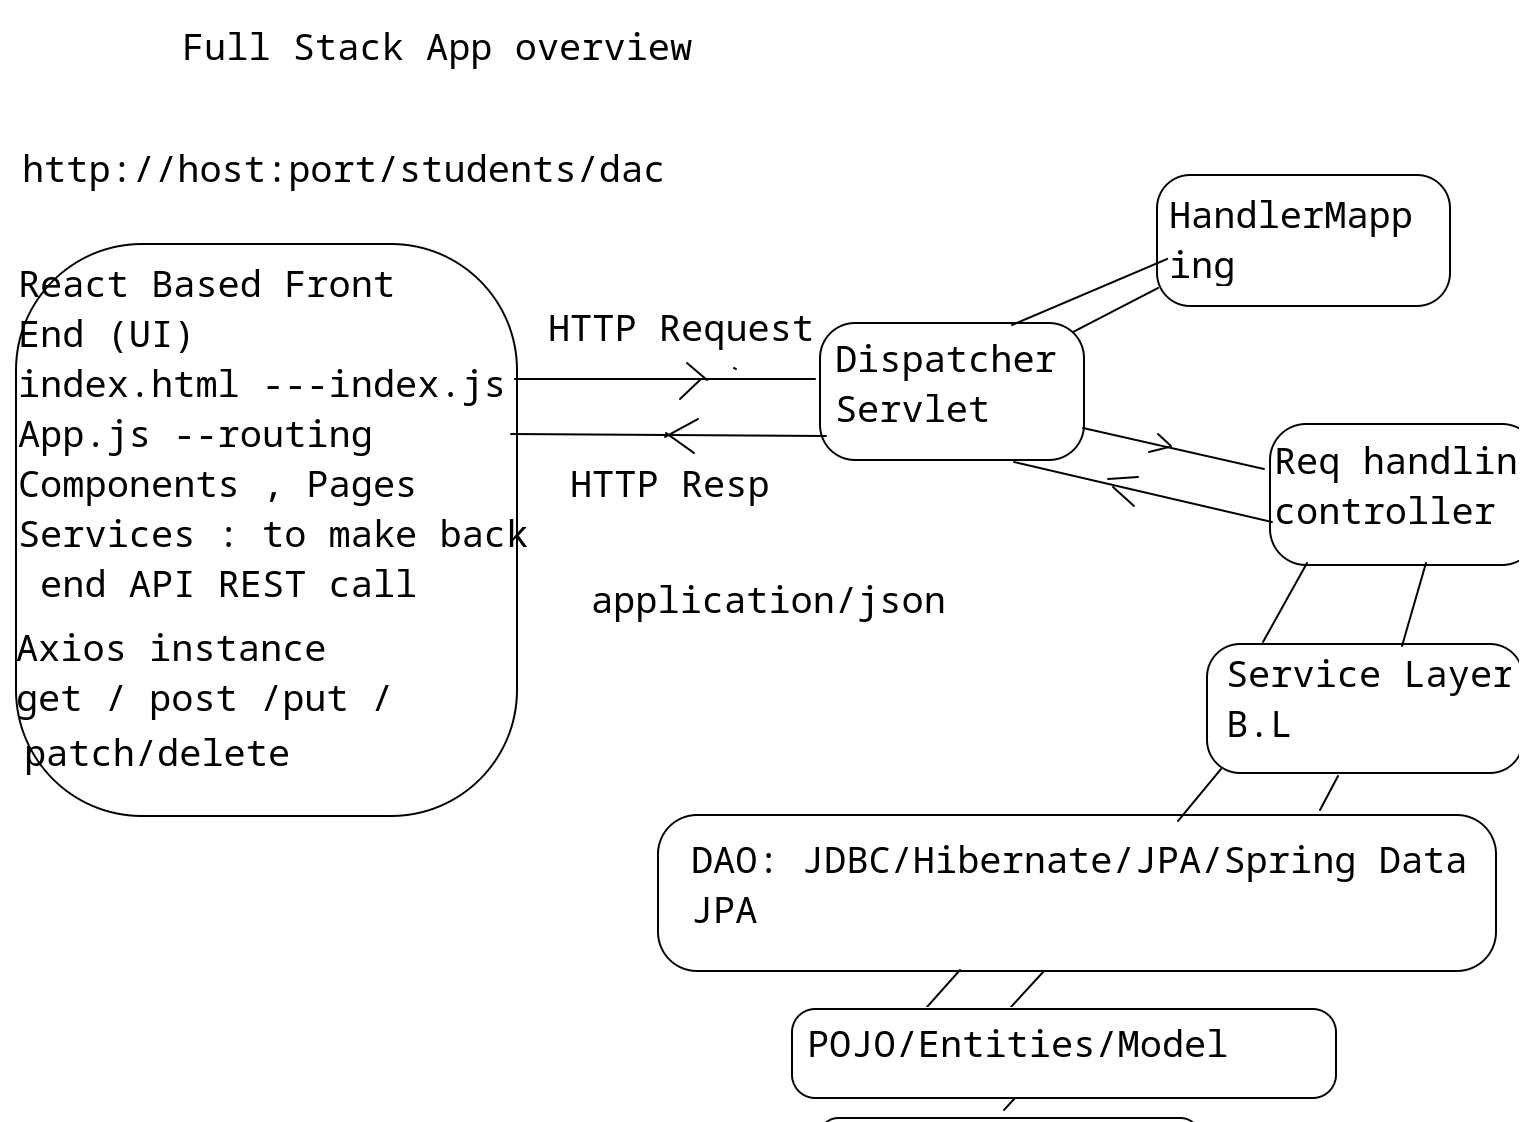 Full Stack App overview
http://host:port/students/dac
HandlerMapp
ing
React Based Front
End (UI)
index.html ---index.js
App.js --routing
Components , Pages
Services : to make back
end API REST call
Axios instance
get / post /put /
patch/delete
HTTP Request
HTTP Resp
Dispatcher
Servlet
Req handlin
controller
application/json
Service Layer
B.L
DAO: JDBC/Hibernate/JPA/Spring Data
JPA
POJO/Entities/Model